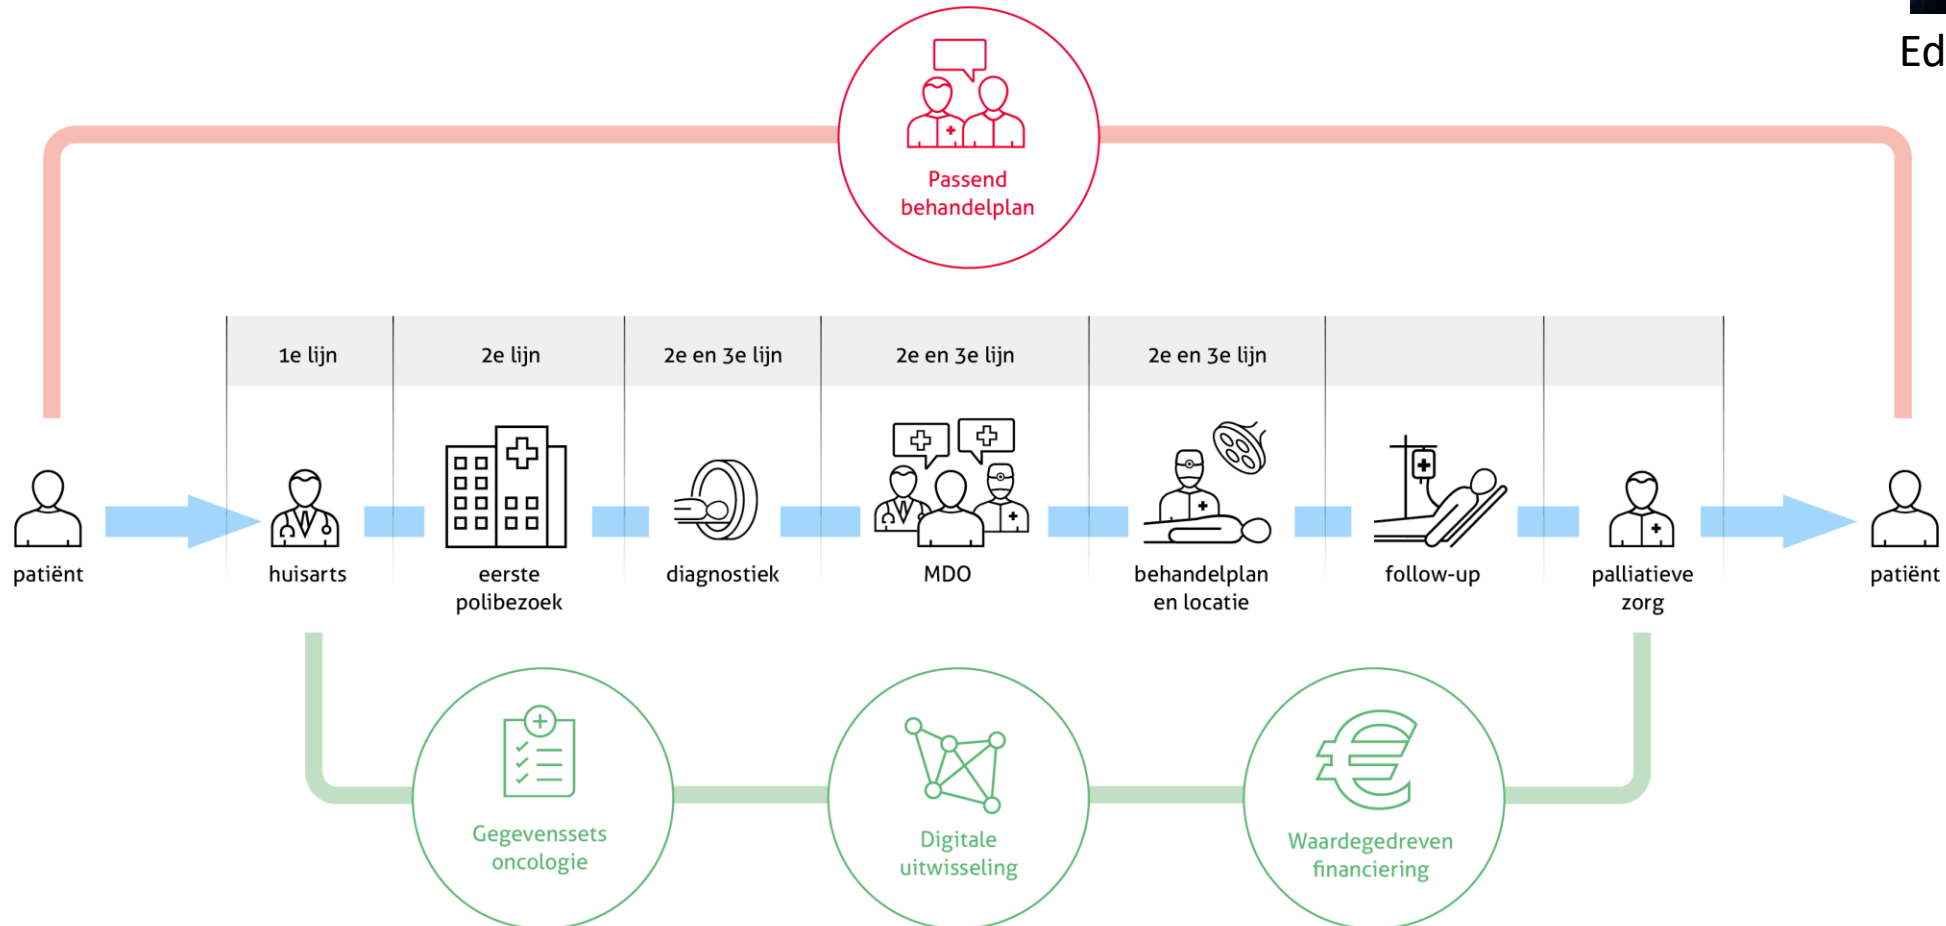 Ed
Passend
behandelplan
1e lijn
2e lijn
2e en 3e lijn
2e en 3e lijn
2e en 3e lijn
patiënt
huisarts
eerste
polibezoek
diagnostiek
MDO
behandelplan
en locatie
follow-up
palliatieve
zorg
patiënt
Gegevenssets
oncologie
Digitale
uitwisseling
Waardegedreven
financiering